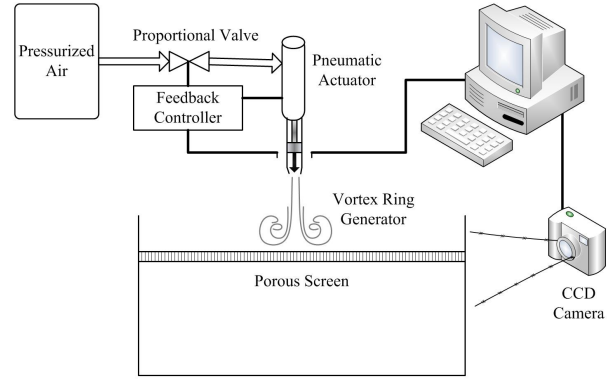 Pressurized
Air
Proportional Valve
Pneumatic
Actuator
Feedback
Controller
Vortex Ring
Generator
Porous Screen
CCD
Camera